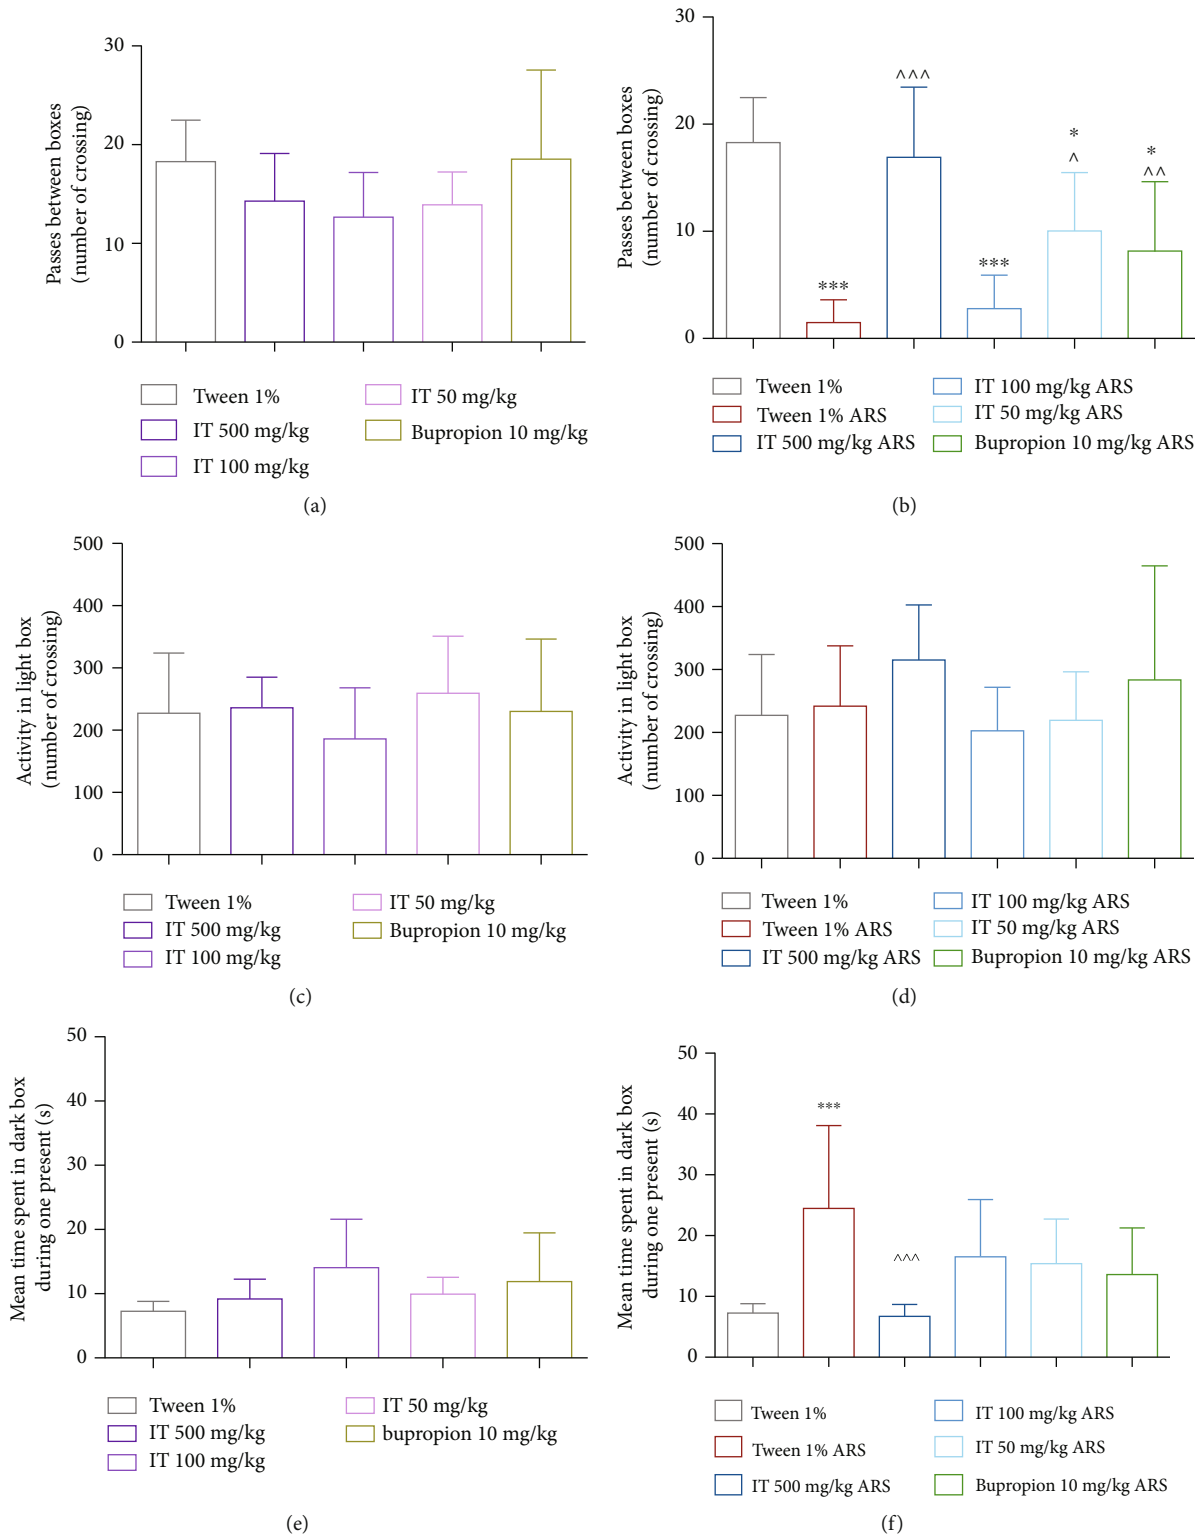 Passes between boxes
(number of crossing)
30
20
10
0
Tween 1%
IT 500 mg/kg
IT 100 mg/kg
IT 50 mg/kg
Bupropion 10 mg/kg
(a)
Passes between boxes
(number of crossing)
30
20
10
0
***
^^^
***
*
^
*
^^
Tween 1%
Tween 1% ARS
IT 500 mg/kg ARS
IT 100 mg/kg ARS
IT 50 mg/kg ARS
Bupropion 10 mg/kg ARS
(b)
Activity in light box
(number of crossing)
500
400
300
200
100
0
Tween 1%
IT 500 mg/kg
IT 100 mg/kg
IT 50 mg/kg
Bupropion 10 mg/kg
(c)
Activity in light box
(number of crossing)
500
400
300
200
100
0
Tween 1%
Tween 1% ARS
IT 500 mg/kg ARS
IT 100 mg/kg ARS
IT 50 mg/kg ARS
Bupropion 10 mg/kg ARS
(d)
Mean time spent in dark box
during one present (s)
50
40
30
20
10
0
Tween 1%
IT 500 mg/kg
IT 100 mg/kg
IT 50 mg/kg
bupropion 10 mg/kg
(e)
Mean time spent in dark box
during one present (s)
50
40
30
20
10
0
***
^^^
Tween 1%
Tween 1% ARS
IT 500 mg/kg ARS
IT 100 mg/kg ARS
IT 50 mg/kg ARS
Bupropion 10 mg/kg ARS
(f)